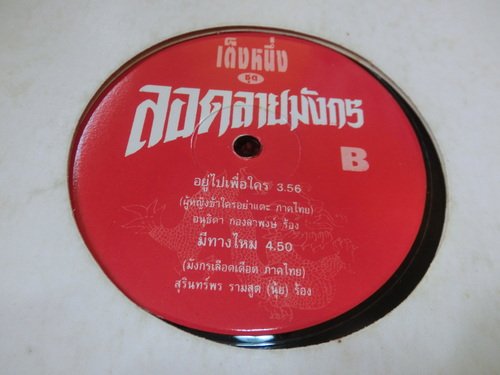 เต็งหนึ่ง
ชุด
ลอดลายมังกร
B
อยู่ไปเพื่อใคร 3.56
(ผู้หญิงข้าใครอย่าแตะ ภาคไทย)
อนุธิดา กองลาพงษ์ ร้อง
มีทางไหม 4.50
(มังกรเลือดเดือด ภาคไทย)
สุรินทร์พร รามสูต (นุ้ย) ร้อง